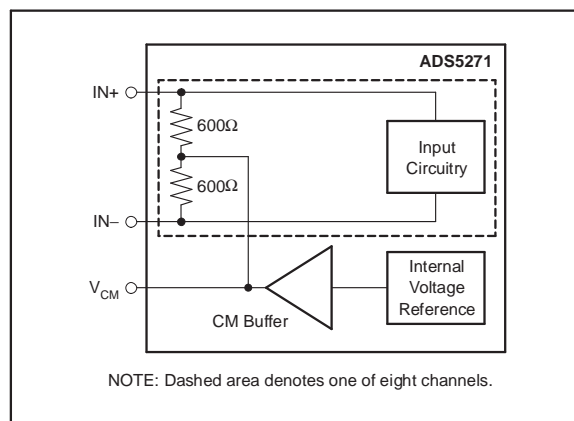 ADS5271
IN+
600Ω
600Ω
Input
Circuitry
IN−
V_CM
CM Buffer
Internal
Voltage
Reference
NOTE: Dashed area denotes one of eight channels.